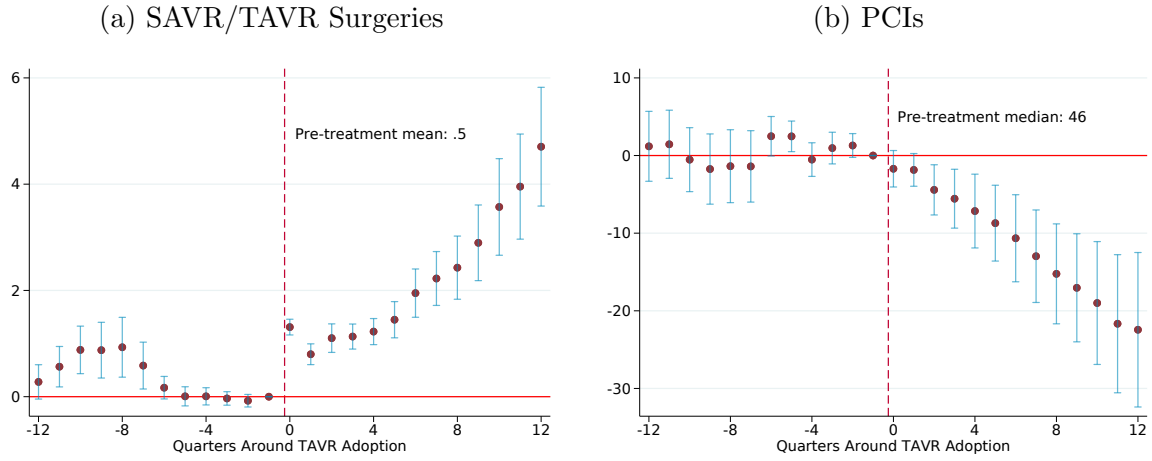 (a) SAVR/TAVR Surgeries
6
4
2
0
Pre-treatment mean: .5
-12 -8 -4 0 4 8 12
Quarters Around TAVR Adoption
(b) PCIs
10
0
-10
-20
-30
Pre-treatment median: 46
-12 -8 -4 0 4 8 12
Quarters Around TAVR Adoption